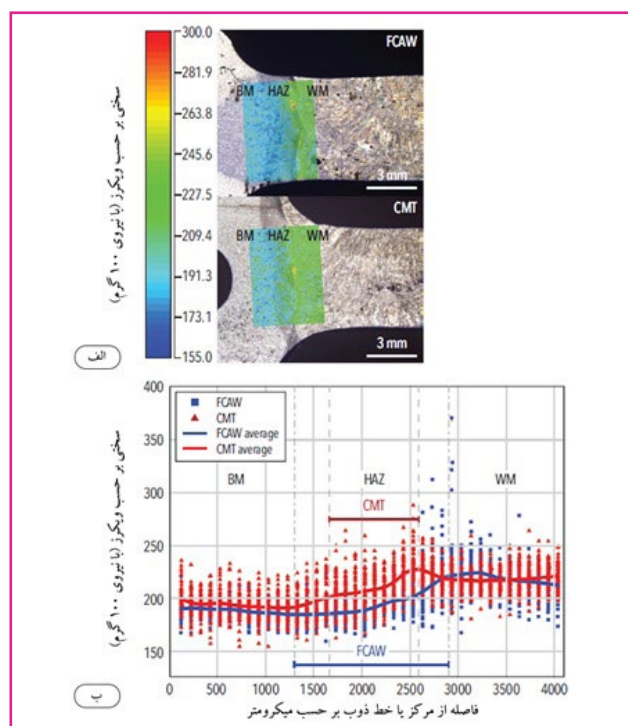 300.0
281.9
263.8
245.6
227.5
209.4
191.3
173.1
155.0
سختی بر حسب ویکرز (با نیروی ۱۰۰ گرم)
FCAW
BM HAZ WM
3 mm
CMT
BM HAZ WM
3 mm
الف
400
350
300
250
200
150
سختی بر حسب ویکرز (با نیروی ۱۰۰ گرم)
FCAW
CMT
FCAW average
CMT average
BM HAZ WM
CMT
FCAW
0 500 1000 1500 2000 2500 3000 3500 4000
فاصله از مرکز یا خط ذوب بر حسب میکرومتر
ب